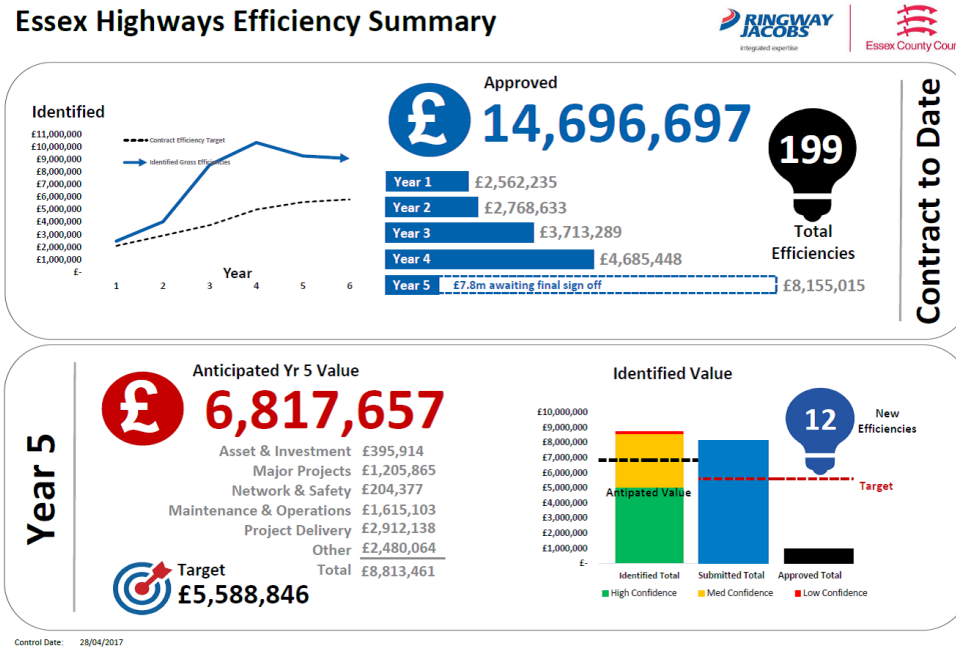 Essex Highways Efficiency Summary
RINGWAY
JACOBS
integrated expertise
Essex County Coun
Identified
£11,000,000
£10,000,000
£9,000,000
£8,000,000
£7,000,000
£6,000,000
£5,000,000
£4,000,000
£3,000,000
£2,000,000
£1,000,000
£-
Contract Efficiency Target
Identified Gross Efficiencies
Year
1 2 3 4 5 6
Approved
£ 14,696,697
Year 1 £2,562,235
Year 2 £2,768,633
Year 3 £3,713,289
Year 4 £4,685,448
Year 5 £7.8m awaiting final sign off £8,155,015
199
Total
Efficiencies
Contract to Date
Year 5
Anticipated Yr 5 Value
£ 6,817,657
Asset & Investment £395,914
Major Projects £1,205,865
Network & Safety £204,377
Maintenance & Operations £1,615,103
Project Delivery £2,912,138
Other £2,480,064
Total £8,813,461
Target
£5,588,846
Identified Value
£10,000,000
£9,000,000
£8,000,000
£7,000,000
£6,000,000
£5,000,000
£4,000,000
£3,000,000
£2,000,000
£1,000,000
£-
Antipated Value
Target
12
New
Efficiencies
Identified Total Submitted Total Approved Total
High Confidence Med Confidence Low Confidence
Control Date: 28/04/2017